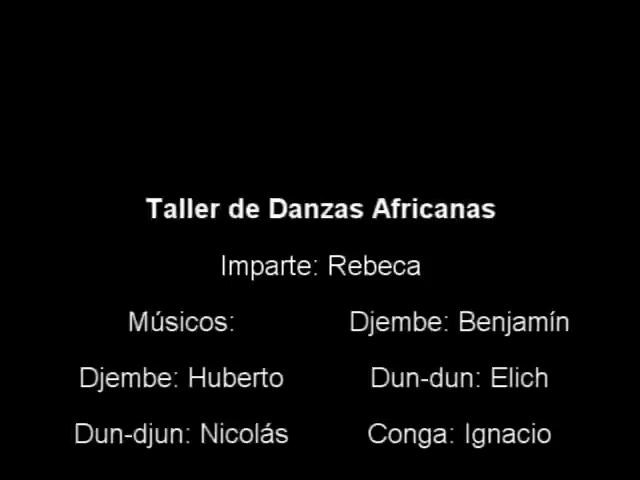 Taller de Danzas Africanas
Imparte: Rebeca
Músicos: Djembe: Benjamín
Djembe: Huberto Dun-dun: Elich
Dun-djun: Nicolás Conga: Ignacio